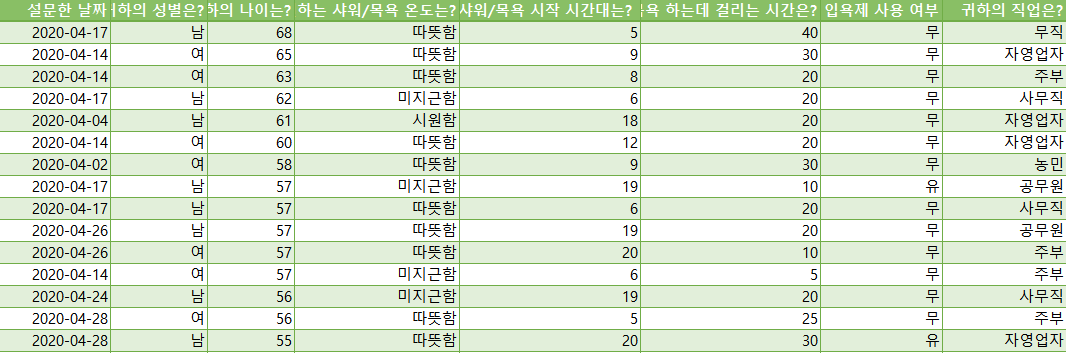 설문한 날짜 귀하의 성별은? 하의 나이는? 하는 샤워/목욕 온도는? 샤워/목욕 시작 시간대는? 욕 하는데 걸리는 시간은? 입욕제 사용 여부 귀하의 직업은?
2020-04-17 남 68 따뜻함 5 40 무 무직
2020-04-14 여 65 따뜻함 9 30 무 자영업자
2020-04-14 여 63 따뜻함 8 20 무 주부
2020-04-17 남 62 미지근함 6 20 무 사무직
2020-04-04 남 61 시원함 18 20 무 자영업자
2020-04-14 여 60 따뜻함 12 20 무 자영업자
2020-04-02 여 58 따뜻함 9 30 무 농민
2020-04-17 남 57 미지근함 19 10 유 공무원
2020-04-17 남 57 따뜻함 6 20 무 사무직
2020-04-26 남 57 따뜻함 19 20 무 공무원
2020-04-26 여 57 따뜻함 20 10 무 주부
2020-04-14 여 57 미지근함 6 5 무 주부
2020-04-24 남 56 미지근함 19 20 무 사무직
2020-04-28 여 56 따뜻함 5 25 무 주부
2020-04-28 남 55 따뜻함 20 30 유 자영업자